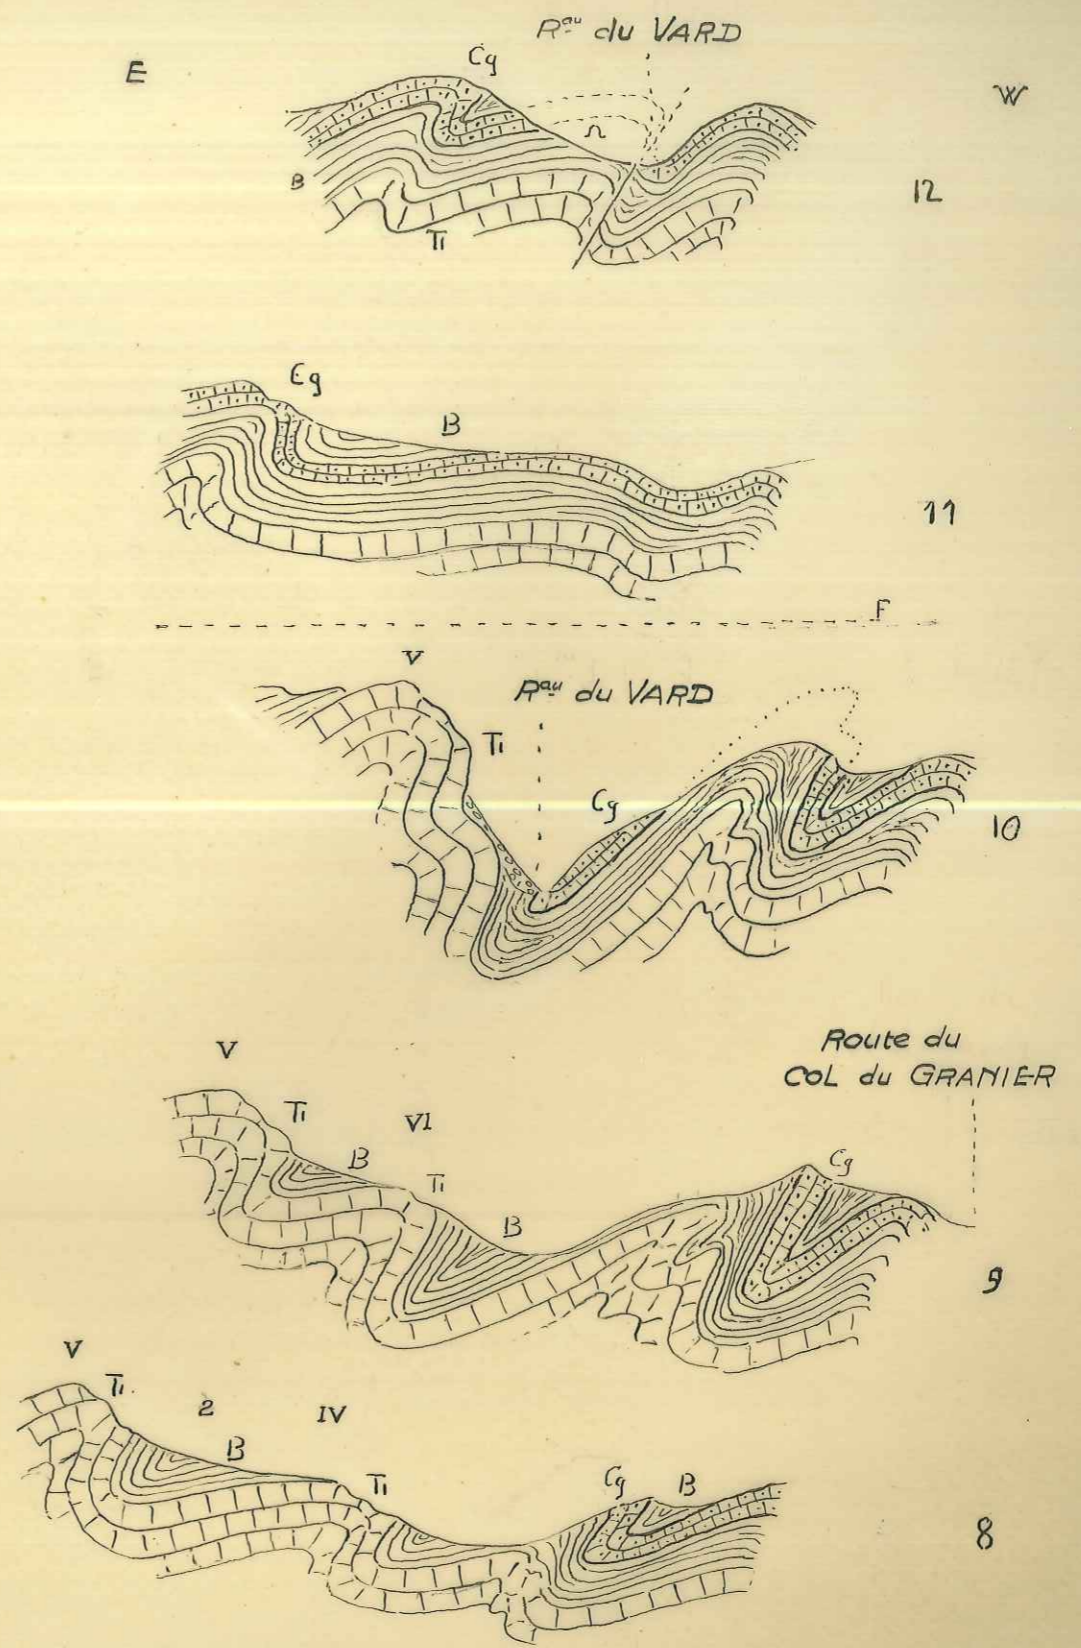 Rau du VARD
E
Cg
W
B
12
Ti
Cg
B
11
F
V
Rau du VARD
Ti
Cg
10
Route du
COL du GRANIER
V
Ti
VI
B
Ti
Cg
B
9
V
Ti.
2
IV
B
Ti
Cg
B
8